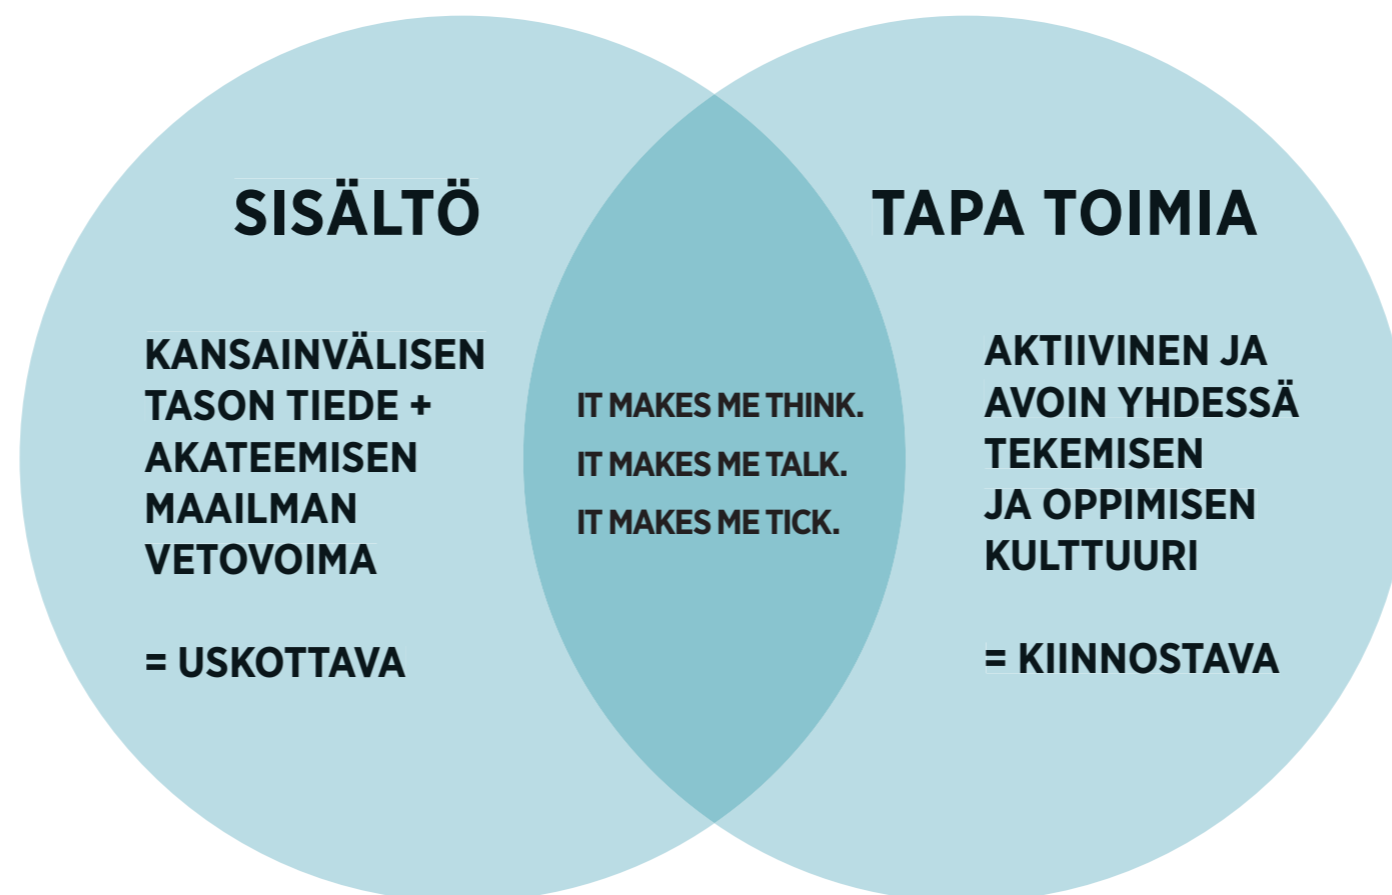 SISÄLTÖ
KANSAINVÄLISEN
TASON TIEDE +
AKATEEMISEN
MAAILMAN
VETOVOIMA
= USKOTTAVA
IT MAKES ME THINK.
IT MAKES ME TALK.
IT MAKES ME TICK.
TAPA TOIMIA
AKTIIVINEN JA
AVOIN YHDESSÄ
TEKEMISEN
JA OPPIMISEN
KULTTUURI
= KIINNOSTAVA